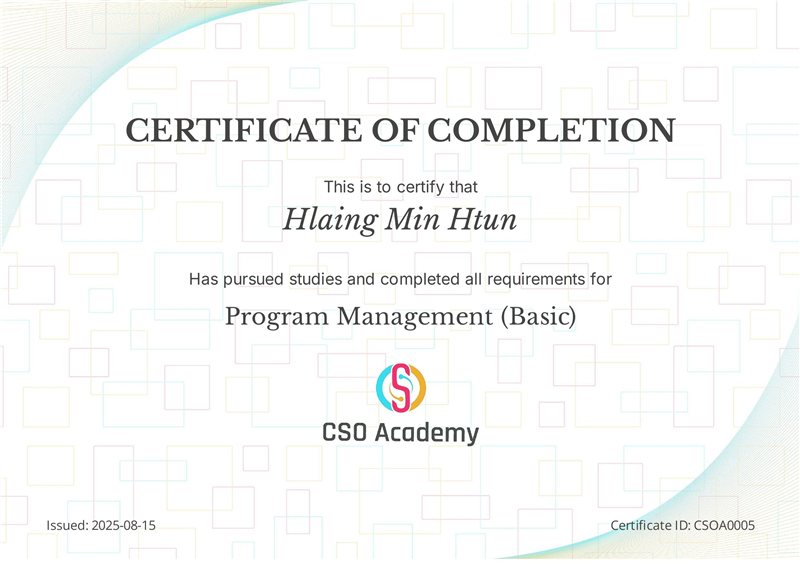 CERTIFICATE OF COMPLETION
This is to certify that
Hlaing Min Htun
Has pursued studies and completed all requirements for
Program Management (Basic)
CSO Academy
Issued: 2025-08-15
Certificate ID: CSOA0005